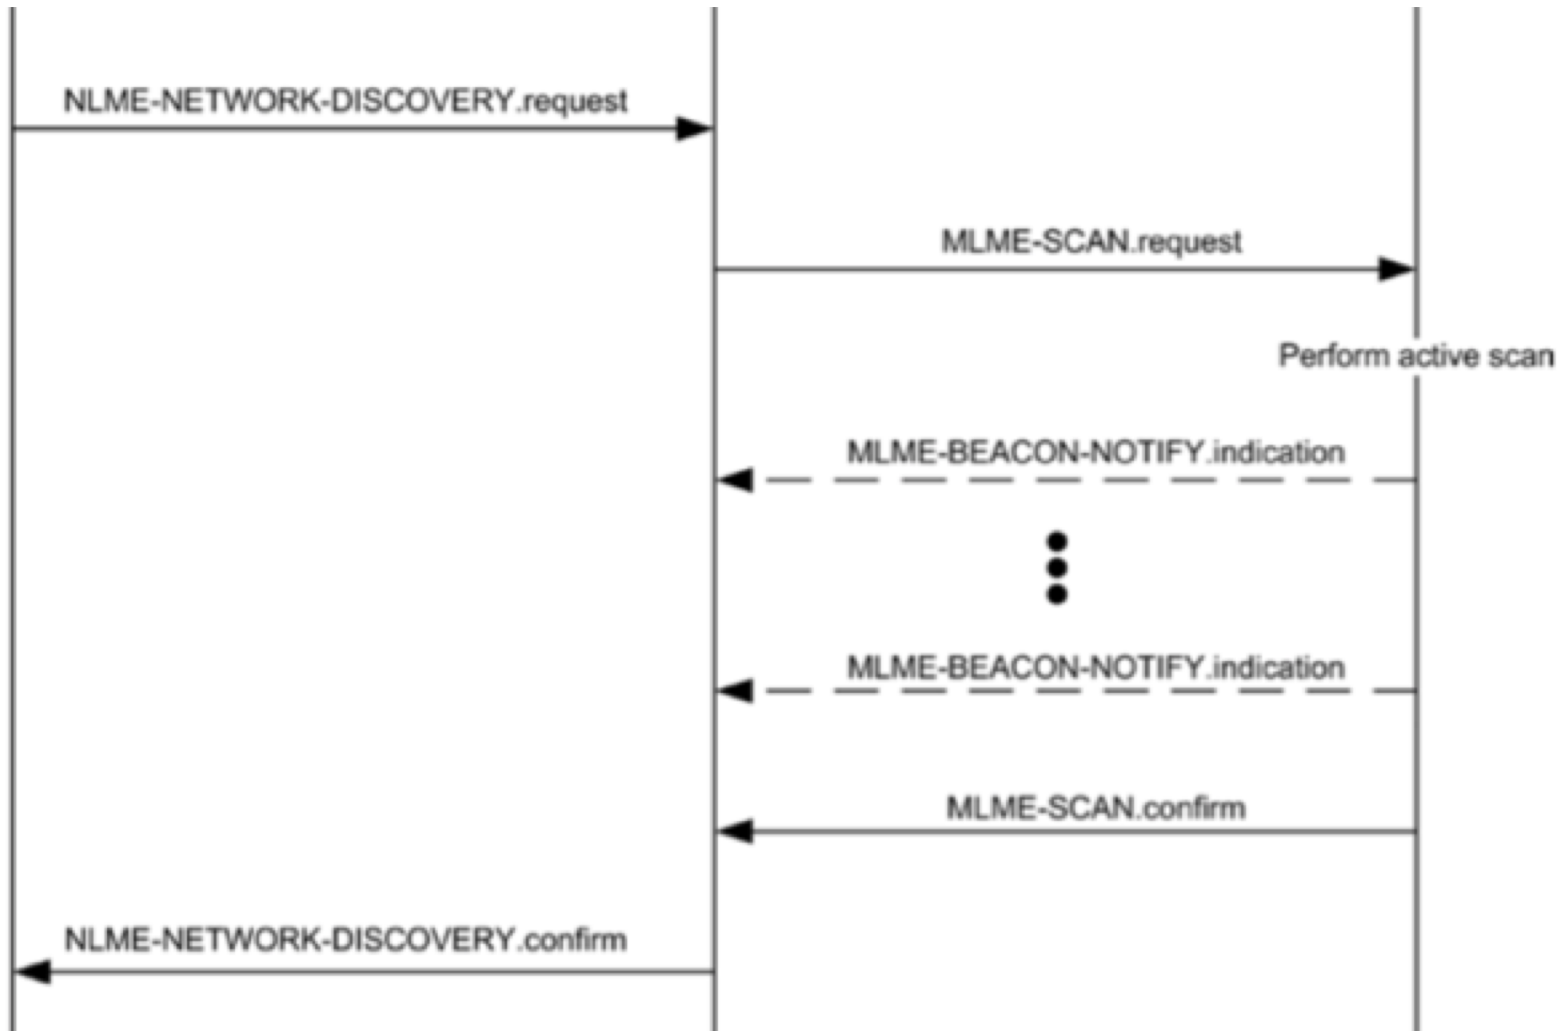 NLME-NETWORK-DISCOVERY.request
MLME-SCAN.request
Perform active scan
MLME-BEACON-NOTIFY.indication
MLME-BEACON-NOTIFY.indication
MLME-SCAN.confirm
NLME-NETWORK-DISCOVERY.confirm